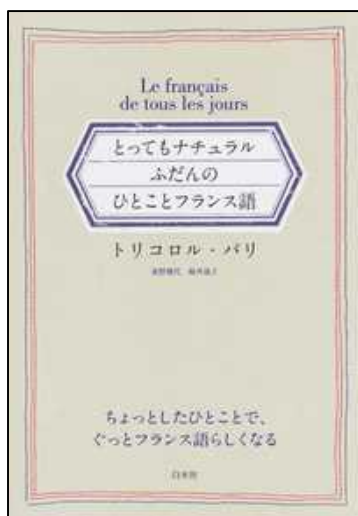 Le français
de tous les jours
とってもナチュラル
ふだんの
ひとことフランス語
トリコロル・パリ
ちょっとしたひとことで、
ぐっとフランス語らしくなる
白水社